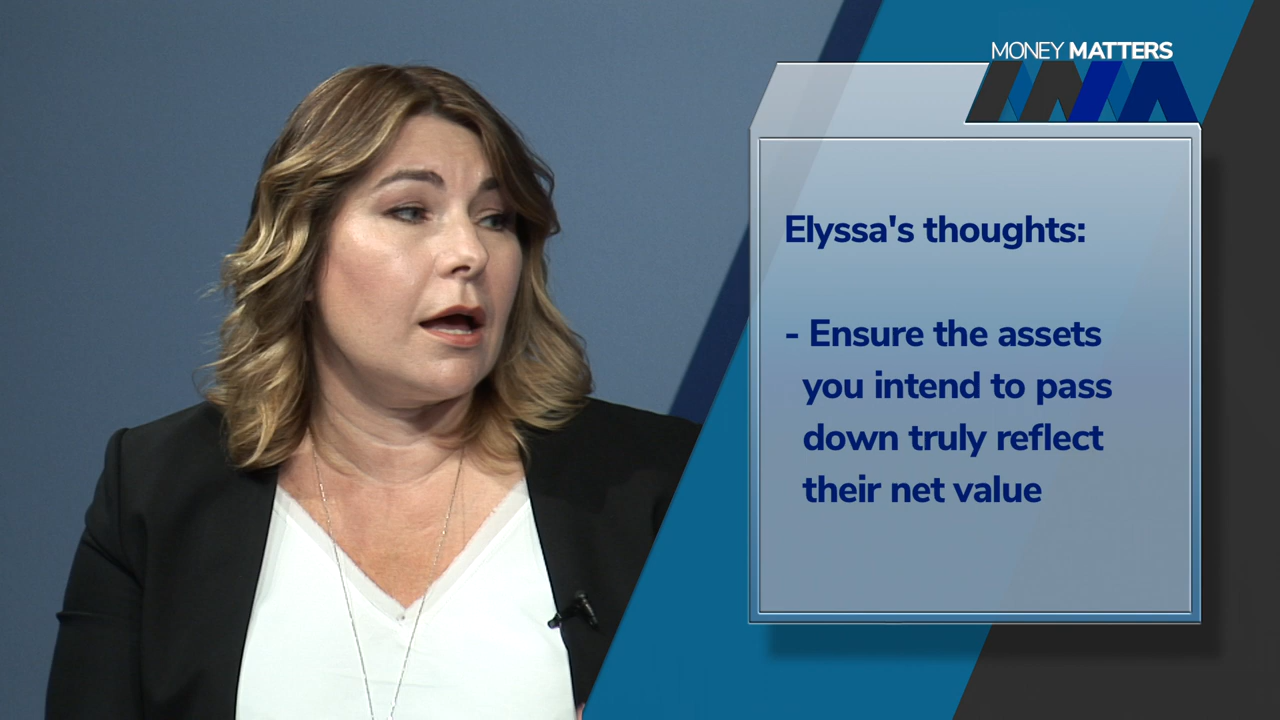 MONEY MATTERS
Elyssa's thoughts:
- Ensure the assets
you intend to pass
down truly reflect
their net value